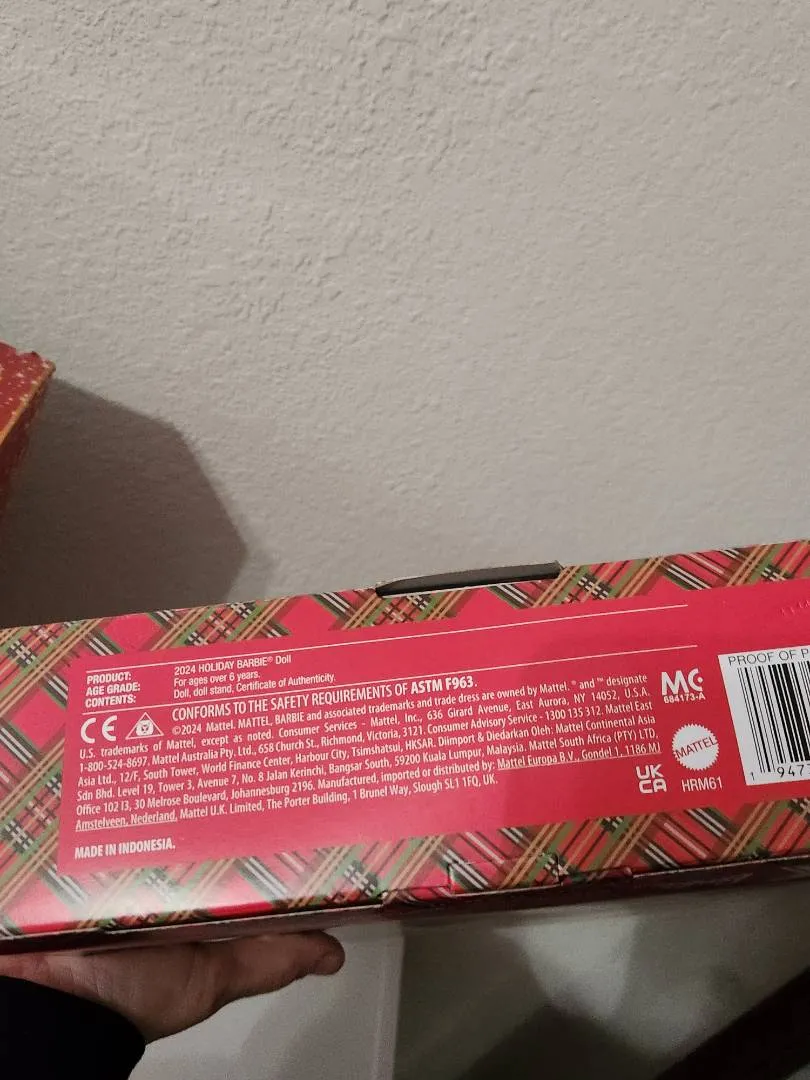 PRODUCT: 2024 HOLIDAY BARBIE® Doll
AGE GRADE: For ages over 6 years.
CONTENTS: Doll, doll stand, Certificate of Authenticity.
CE CONFORMS TO THE SAFETY REQUIREMENTS OF ASTM F963.
©2024 Mattel. MATTEL, BARBIE and associated trademarks and trade dress are owned by Mattel. ® and ™ designate
U.S. trademarks of Mattel, except as noted. Consumer Services - Mattel, Inc., 636 Girard Avenue, East Aurora, NY 14052, U.S.A.
1-800-524-8697. Mattel Australia Pty. Ltd., 658 Church St., Richmond, Victoria, 3121. Consumer Advisory Service - 1300 135 312. Mattel East
Asia Ltd., 12/F, South Tower, World Finance Center, Harbour City, Tsimshatsui, HKSAR. Diimport & Diedarkan Oleh: Mattel Continental Asia
Sdn Bhd. Level 19, Tower 3, Avenue 7, No. 8 Jalan Kerinchi, Bangsar South, 59200 Kuala Lumpur, Malaysia. Mattel South Africa (PTY) LTD,
Office 102 I3, 30 Melrose Boulevard, Johannesburg 2196. Manufactured, imported or distributed by: Mattel Europa B.V., Gondel 1, 1186 MJ
Amstelveen, Nederland, Mattel U.K. Limited, The Porter Building, 1 Brunel Way, Slough SL1 1FQ, UK.
MADE IN INDONESIA.
MC
684173-A
MATTEL
UK
CA
HRM61
PROOF OF P
1 947